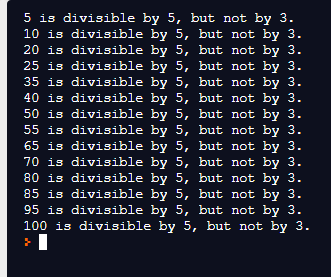 5 is divisible by 5, but not by 3.
10 is divisible by 5, but not by 3.
20 is divisible by 5, but not by 3.
25 is divisible by 5, but not by 3.
35 is divisible by 5, but not by 3.
40 is divisible by 5, but not by 3.
50 is divisible by 5, but not by 3.
55 is divisible by 5, but not by 3.
65 is divisible by 5, but not by 3.
70 is divisible by 5, but not by 3.
80 is divisible by 5, but not by 3.
85 is divisible by 5, but not by 3.
95 is divisible by 5, but not by 3.
100 is divisible by 5, but not by 3.